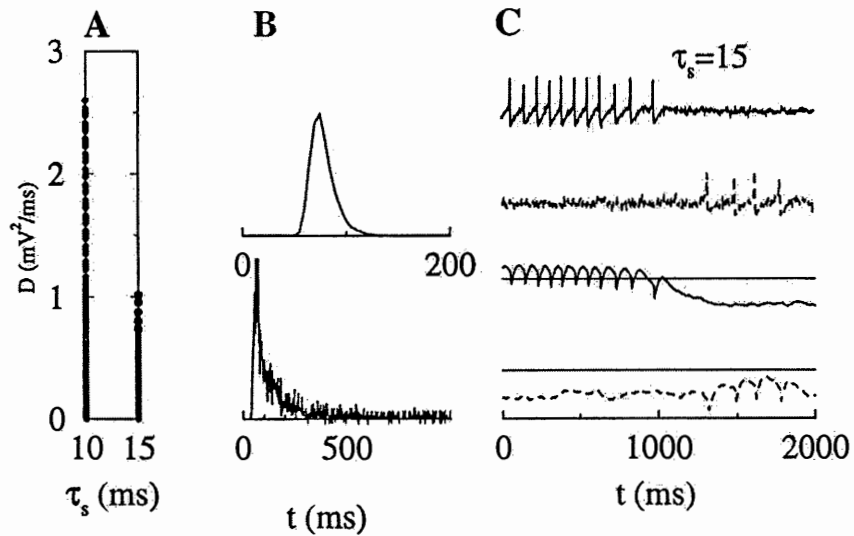 A
B
C
3
2
1
0
D (mV²/ms)
10 15
τₛ (ms)
0 200
0 500
t (ms)
τₛ=15
0 1000 2000
t (ms)